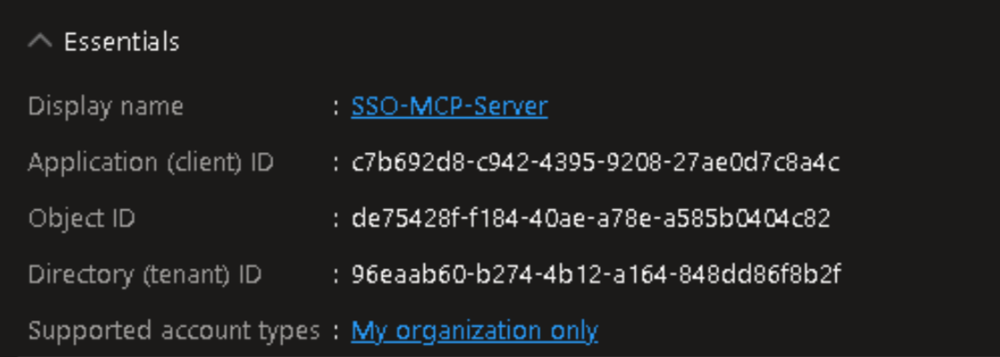 Essentials
Display name : SSO-MCP-Server
Application (client) ID : c7b692d8-c942-4395-9208-27ae0d7c8a4c
Object ID : de75428f-f184-40ae-a78e-a585b0404c82
Directory (tenant) ID : 96eaab60-b274-4b12-a164-848dd86f8b2f
Supported account types : My organization only